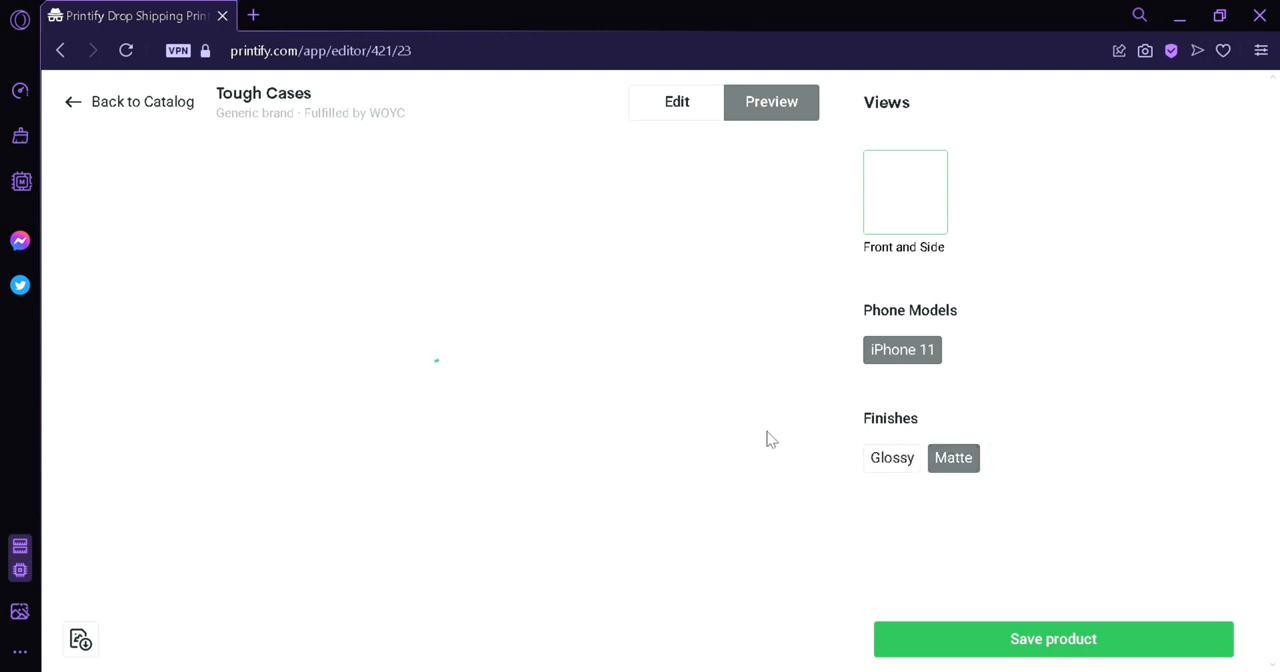 Printify Drop Shipping Prin
VPN
printify.com/app/editor/421/23
Back to Catalog
Tough Cases
Generic brand · Fulfilled by WOYC
Edit
Preview
Views
Front and Side
Phone Models
iPhone 11
Finishes
Glossy
Matte
Save product